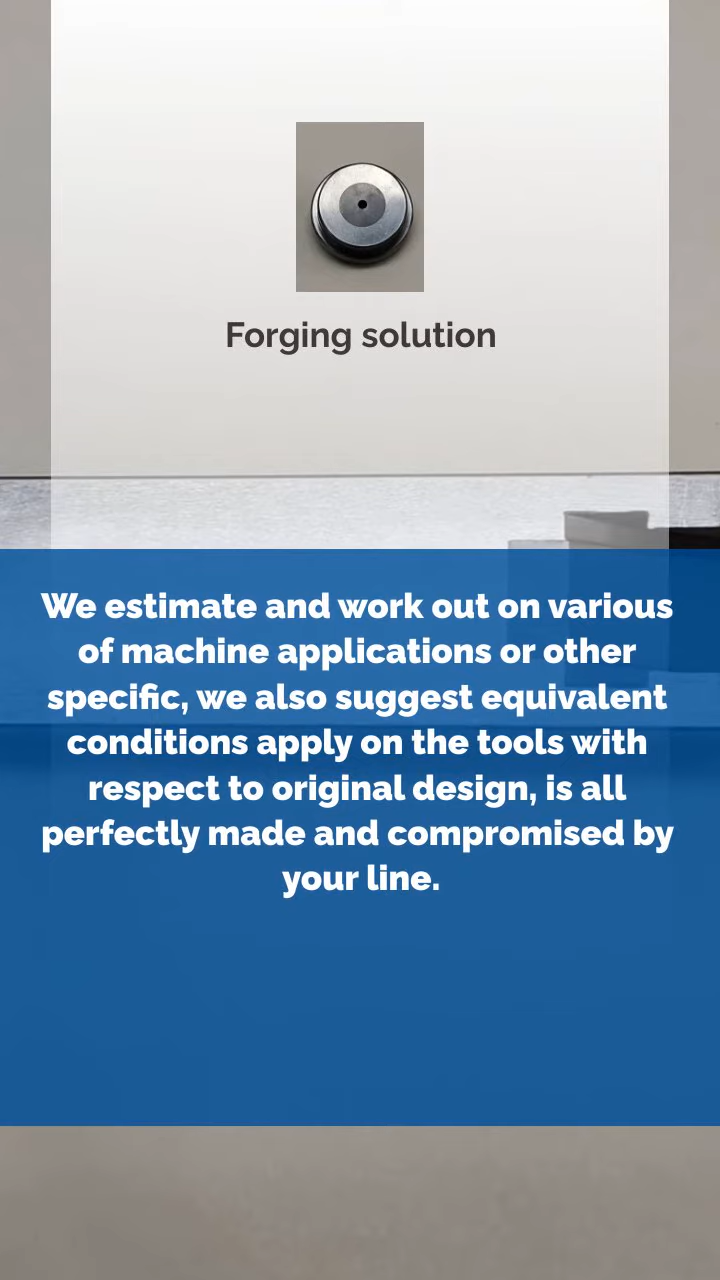 Forging solution
We estimate and work out on various
of machine applications or other
specific, we also suggest equivalent
conditions apply on the tools with
respect to original design, is all
perfectly made and compromised by
your line.